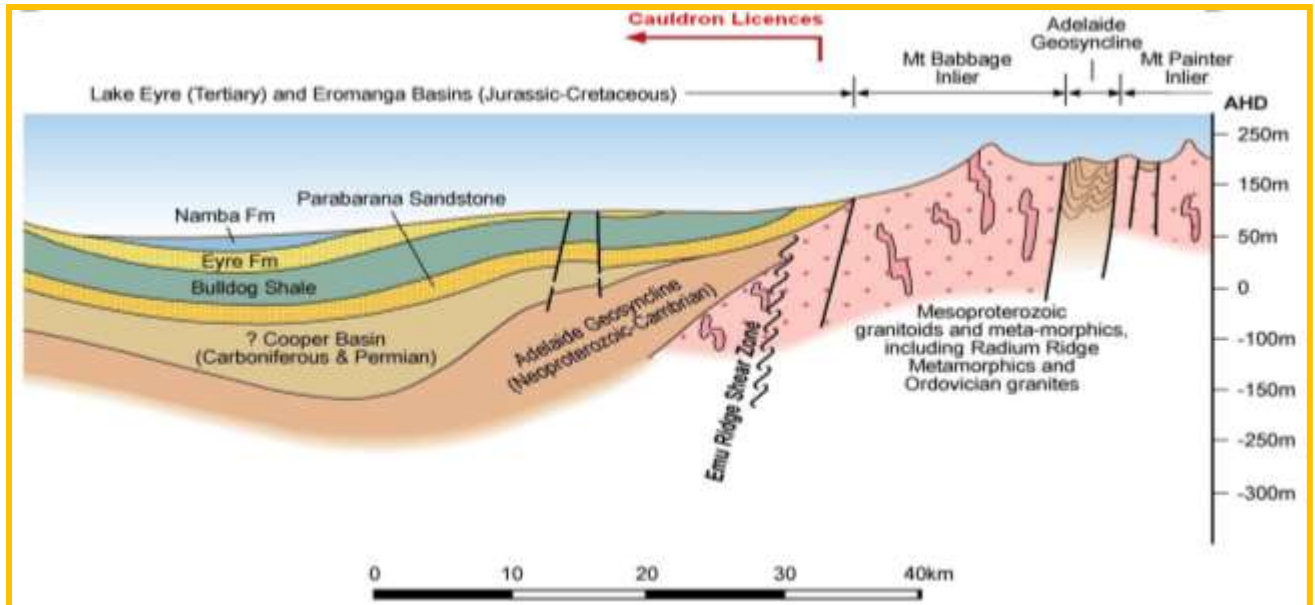 Cauldron Licences
Adelaide
Geosyncline
Mt Babbage
Inlier
Mt Painter
Inlier
Lake Eyre (Tertiary) and Eromanga Basins (Jurassic-Cretaceous)
AHD
250m
150m
50m
0
-100m
-150m
-250m
-300m
Parabarana Sandstone
Namba Fm
Eyre Fm
Bulldog Shale
? Cooper Basin
(Carboniferous & Permian)
Adelaide Geosyncline
(Neoproterozoic-Cambrian)
Emu Ridge Shear Zone
Mesoproterozoic
granitoids and meta-morphics,
including Radium Ridge
Metamorphics and
Ordovician granites
0 10 20 30 40km